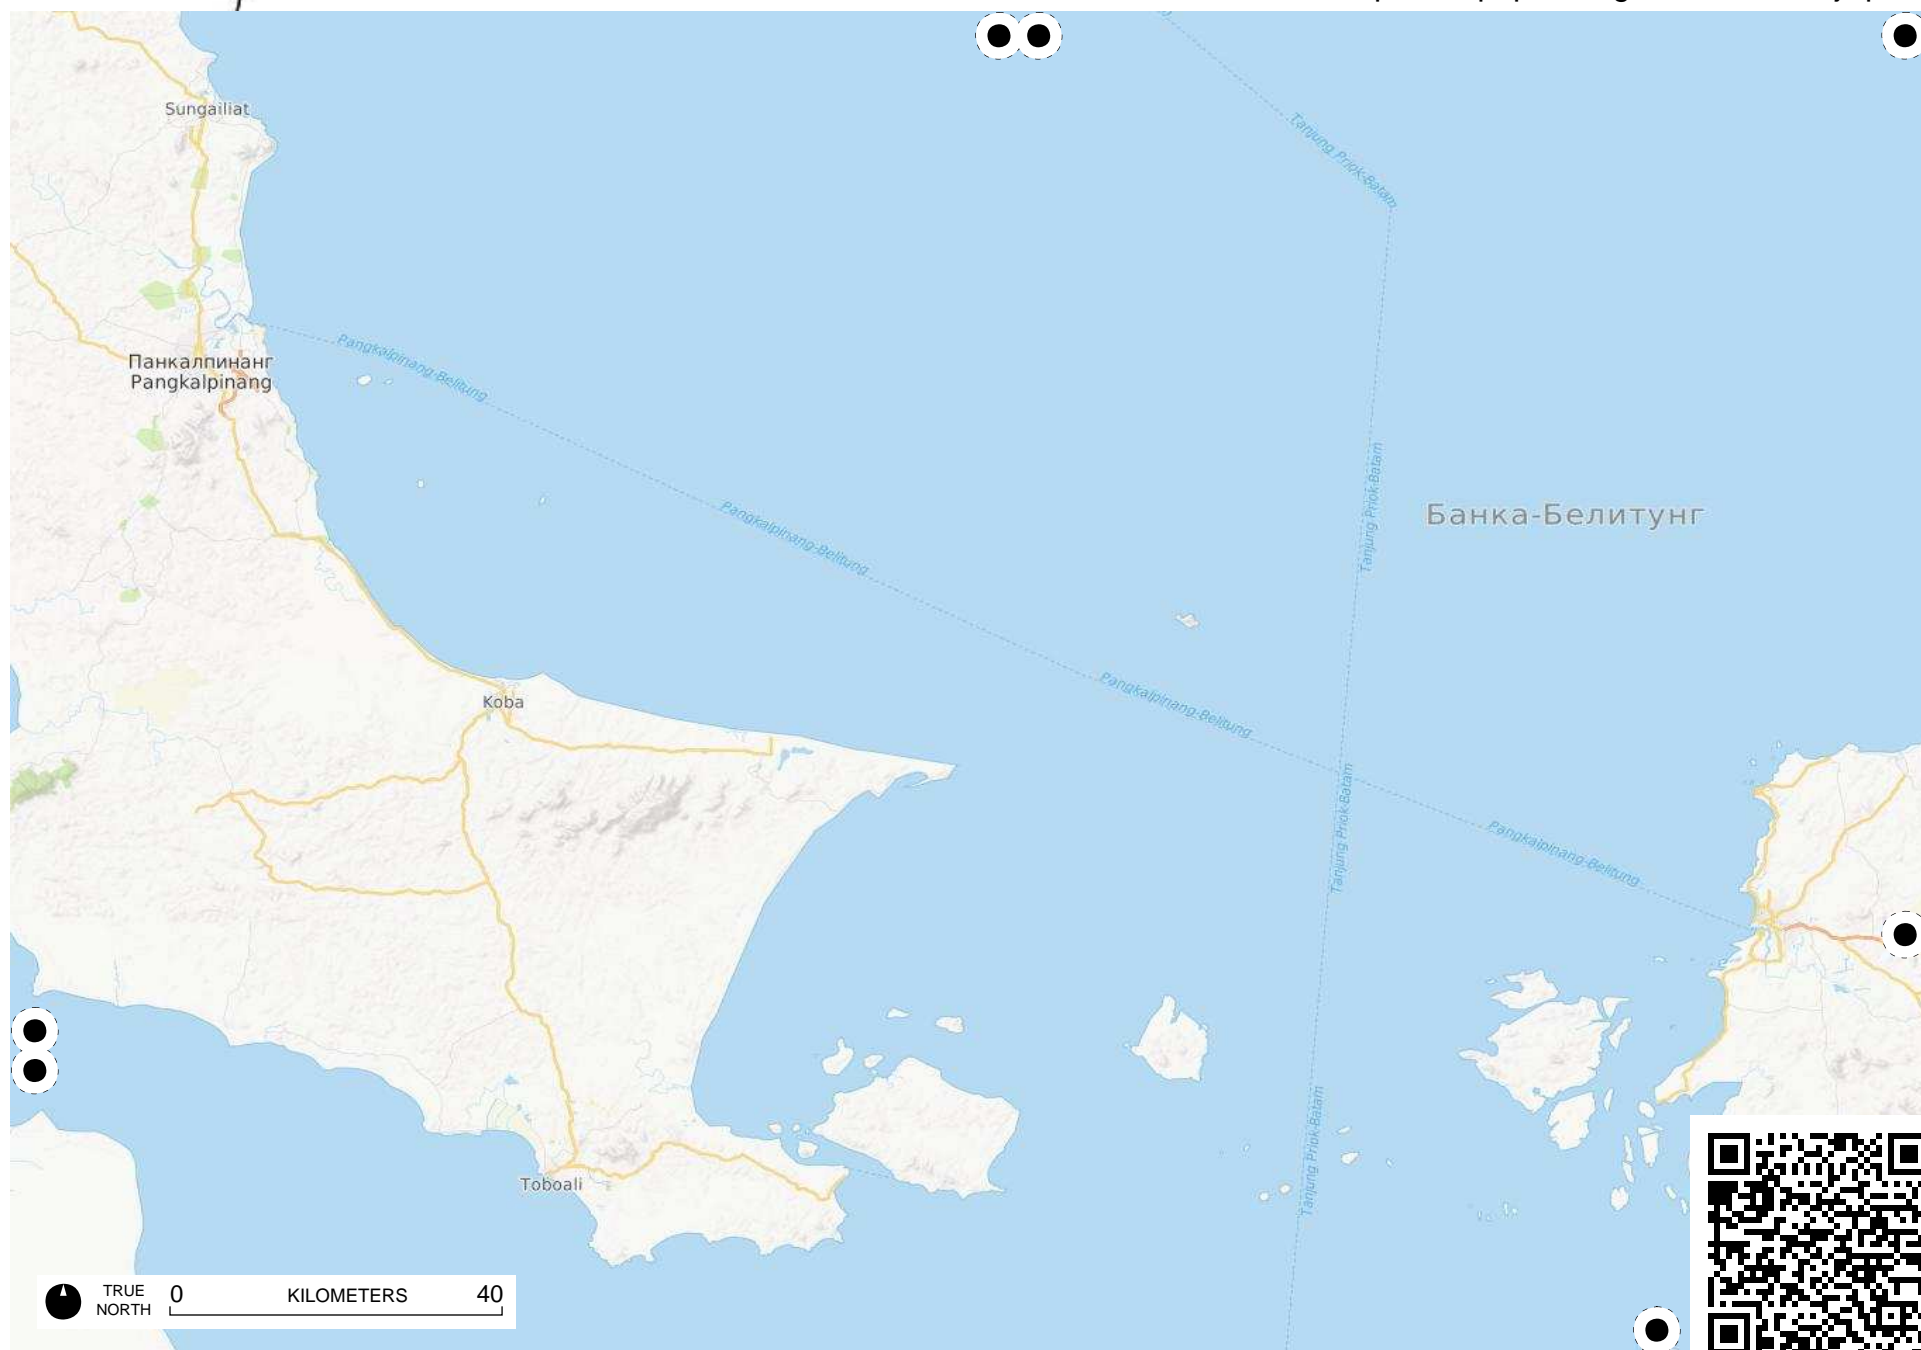 Sungailiat
Tanjung Priok-Batam
Pangkalpinang-Belitung
Панкалпинанг
Pangkalpinang
Tanjung Priok-Batam
Pangkalpinang-Belitung
Банка-Белитунг
Pangkalpinang-Belitung
Koba
Tanjung Priok-Batam
Pangkalpinang-Belitung
Tanjung Priok-Batam
Toboali
TRUE
NORTH
0 KILOMETERS 40